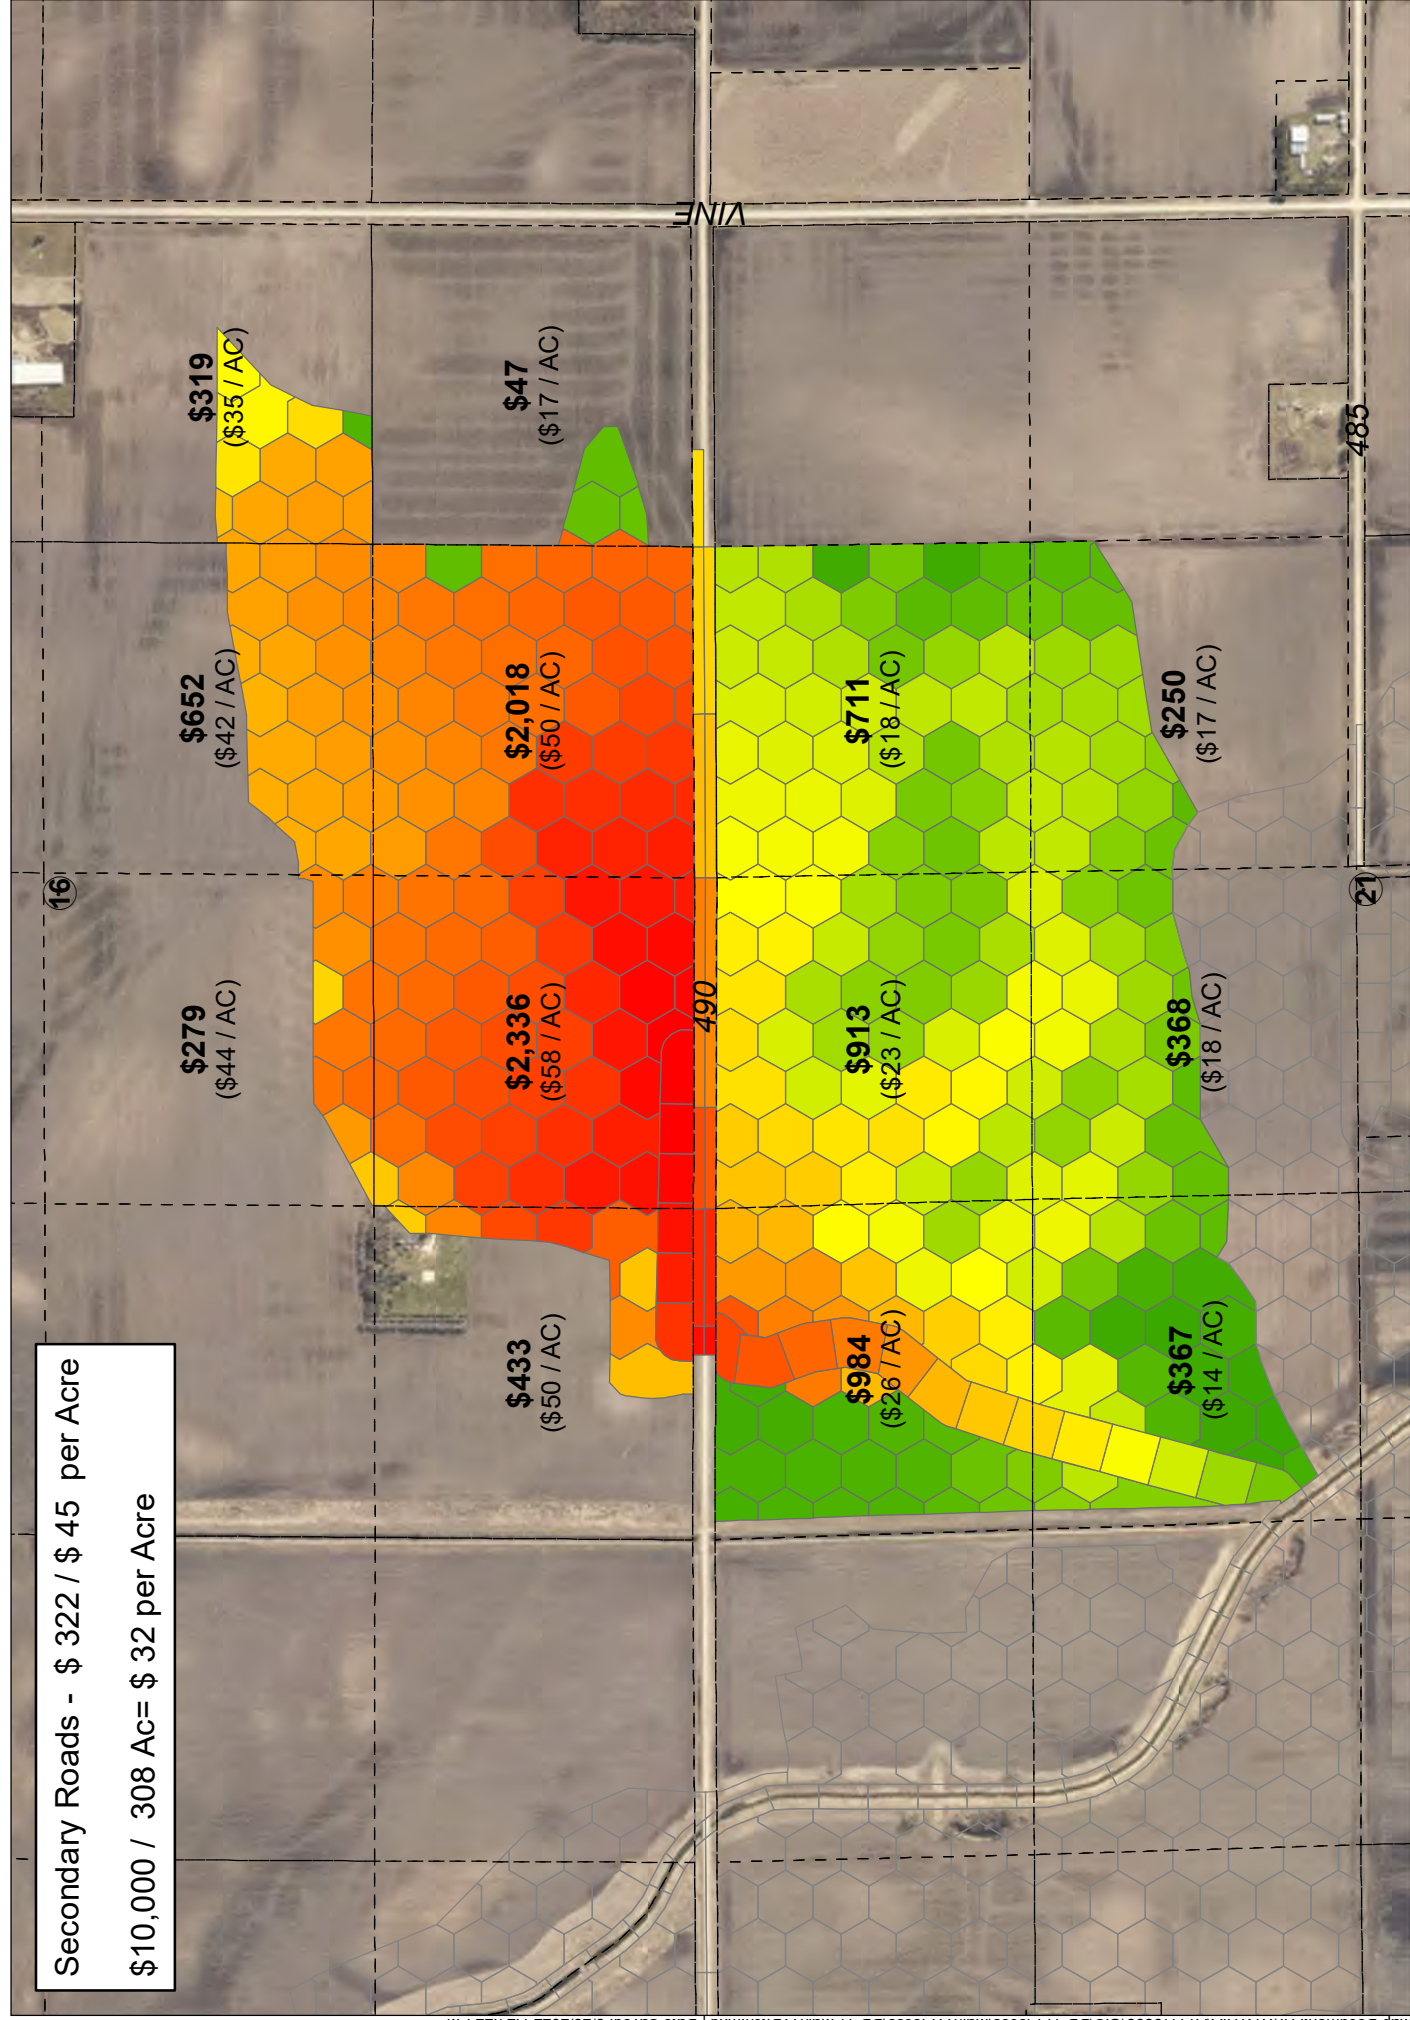 Secondary Roads - $ 322 / $ 45 per Acre
$10,000 / 308 Ac= $ 32 per Acre
16
$279
($44 / AC)
$652
($42 / AC)
$319
($35 / AC)
$433
($50 / AC)
$2,336
($58 / AC)
$2,018
($50 / AC)
$47
($17 / AC)
490
VINE
$984
($26 / AC)
$913
($23 / AC)
$711
($18 / AC)
$367
($14 / AC)
$368
($18 / AC)
$250
($17 / AC)
21
485